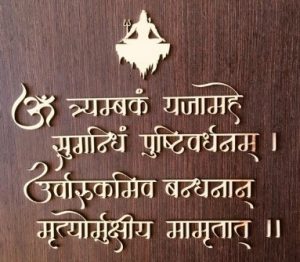 ॐ त्र्यम्बकं यजामहे
सुगन्धिं पुष्टिवर्धनम् ।
उर्वारुकमिव बन्धनान्
मृत्योर्मुक्षीय मामृतात् ।।